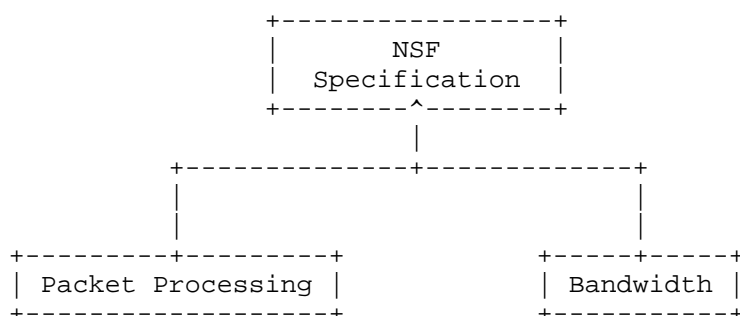 NSF
Specification
Packet Processing
Bandwidth